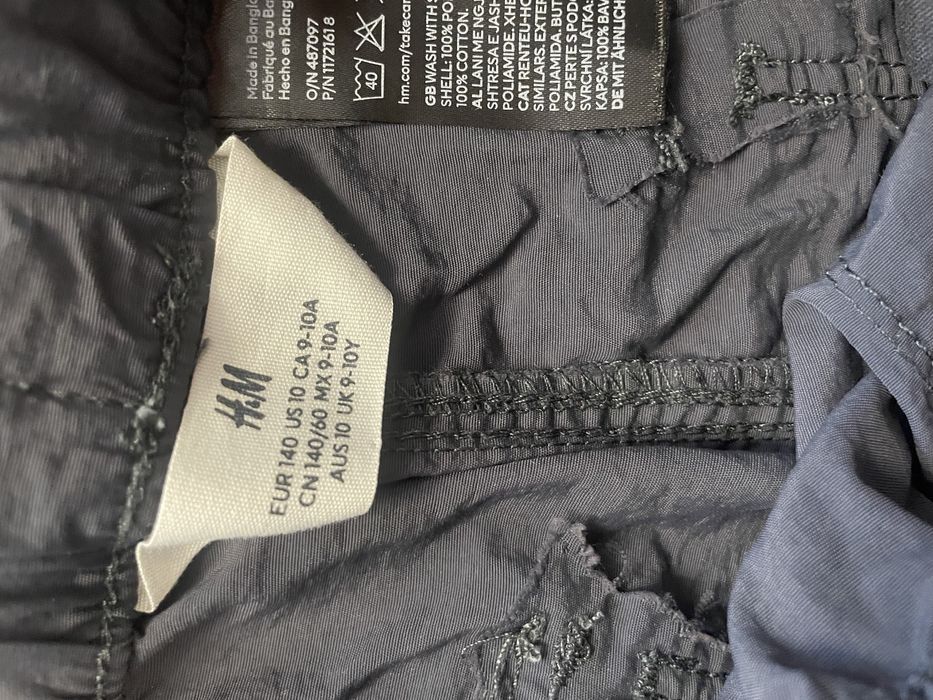 Made in Bangla
Fabriqué au Ba
Hecho en Bang
O/N 487097
P/N 1172161 8
40
hm.com/takecar
GB WASH WITH S
SHELL: 100% PO
100% COTTON.
AL LANI ME NGJ
SHTRESA E JASH
POLIAMIDE. XHE
CAT RENTEU-HO
SIMILARS. EXTER
POLIAMIDA. BUT
CZ PERTE S POD
SVRCHNÍ LÁTKA:
KAPSA: 100% BAV
DE MIT ÄHNLICH
H&M
EUR 140 US 10 CA 9-10A
CN 140/60 MX 9-10A
AUS 10 UK 9-10Y